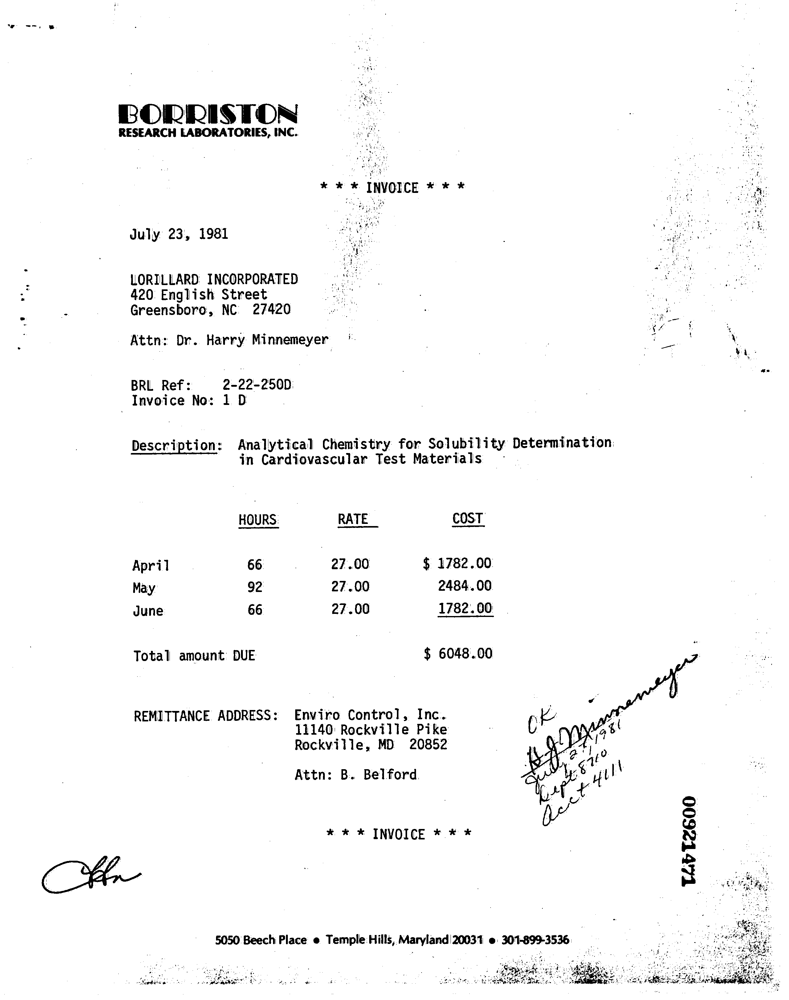 BORRISTON
RESEARCH LABORATORIES, INC.
* * * INVOICE * * *
July 23, 1981
LORILLARD INCORPORATED
420 English Street
Greensboro, NC 27420
Attn: Dr. Harry Minnemeyer
BRL Ref: 2-22-250D
Invoice No: 1 D
Description: Analytical Chemistry for Solubility Determination
in Cardiovascular Test Materials
HOURS RATE COST
April 66 27.00 $ 1782.00
May 92 27.00 2484.00
June 66 27.00 1782.00
Total amount DUE $ 6048.00
REMITTANCE ADDRESS: Enviro Control, Inc.
11140 Rockville Pike
Rockville, MD 20852
Attn: B. Belford
OK
H J Minnemeyer
July 27, 1981
Dept 8710
Acct 4111
* * * INVOICE * * *
00921471
5050 Beech Place • Temple Hills, Maryland 20031 • 301-899-3536